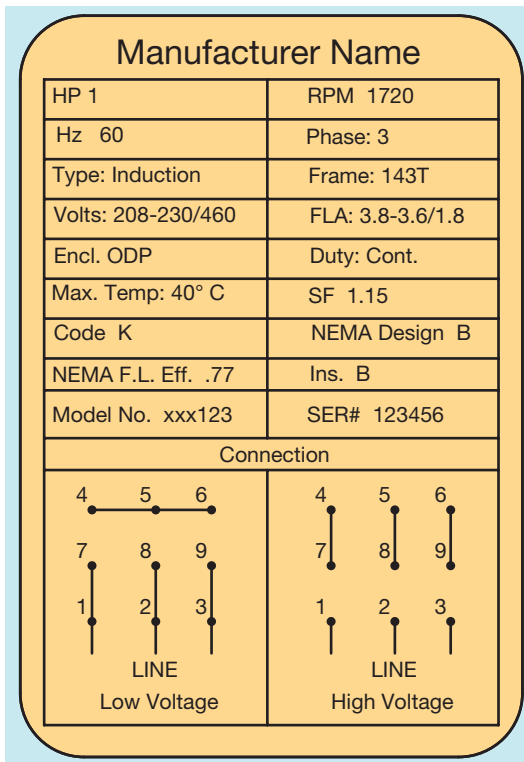 Manufacturer Name
HP 1 RPM 1720
Hz 60 Phase: 3
Type: Induction Frame: 143T
Volts: 208-230/460 FLA: 3.8-3.6/1.8
Encl. ODP Duty: Cont.
Max. Temp: 40° C SF 1.15
Code K NEMA Design B
NEMA F.L. Eff. .77 Ins. B
Model No. xxx123 SER# 123456
Connection
4 5 6 4 5 6
7 8 9 7 8 9
1 2 3 1 2 3
LINE LINE
Low Voltage High Voltage